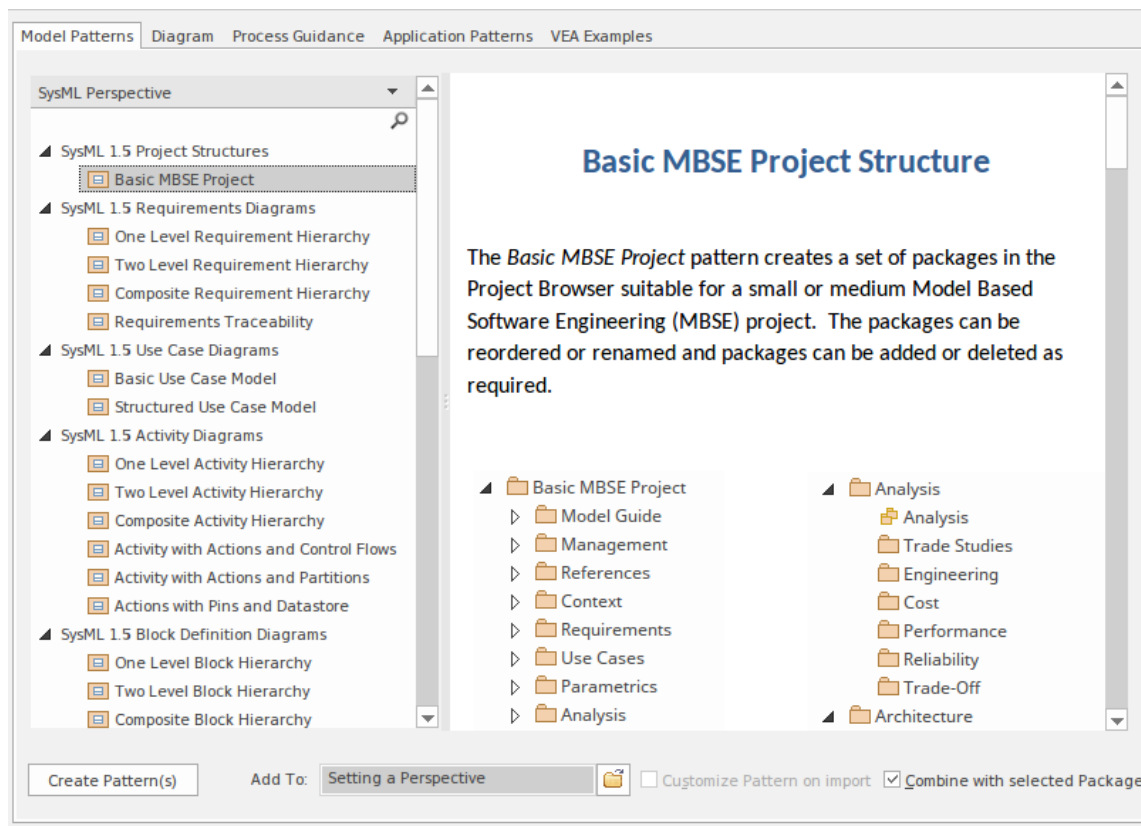 Model Patterns Diagram Process Guidance Application Patterns VEA Examples
SysML Perspective
SysML 1.5 Project Structures
Basic MBSE Project
SysML 1.5 Requirements Diagrams
One Level Requirement Hierarchy
Two Level Requirement Hierarchy
Composite Requirement Hierarchy
Requirements Traceability
SysML 1.5 Use Case Diagrams
Basic Use Case Model
Structured Use Case Model
SysML 1.5 Activity Diagrams
One Level Activity Hierarchy
Two Level Activity Hierarchy
Composite Activity Hierarchy
Activity with Actions and Control Flows
Activity with Actions and Partitions
Actions with Pins and Datastore
SysML 1.5 Block Definition Diagrams
One Level Block Hierarchy
Two Level Block Hierarchy
Composite Block Hierarchy
Basic MBSE Project Structure
The Basic MBSE Project pattern creates a set of packages in the
Project Browser suitable for a small or medium Model Based
Software Engineering (MBSE) project. The packages can be
reordered or renamed and packages can be added or deleted as
required.
Basic MBSE Project
Model Guide
Management
References
Context
Requirements
Use Cases
Parametrics
Analysis
Analysis
Analysis
Trade Studies
Engineering
Cost
Performance
Reliability
Trade-Off
Architecture
Create Pattern(s) Add To: Setting a Perspective Customize Pattern on import Combine with selected Package